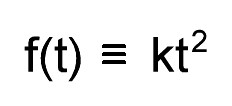 f(t) ≡ kt²